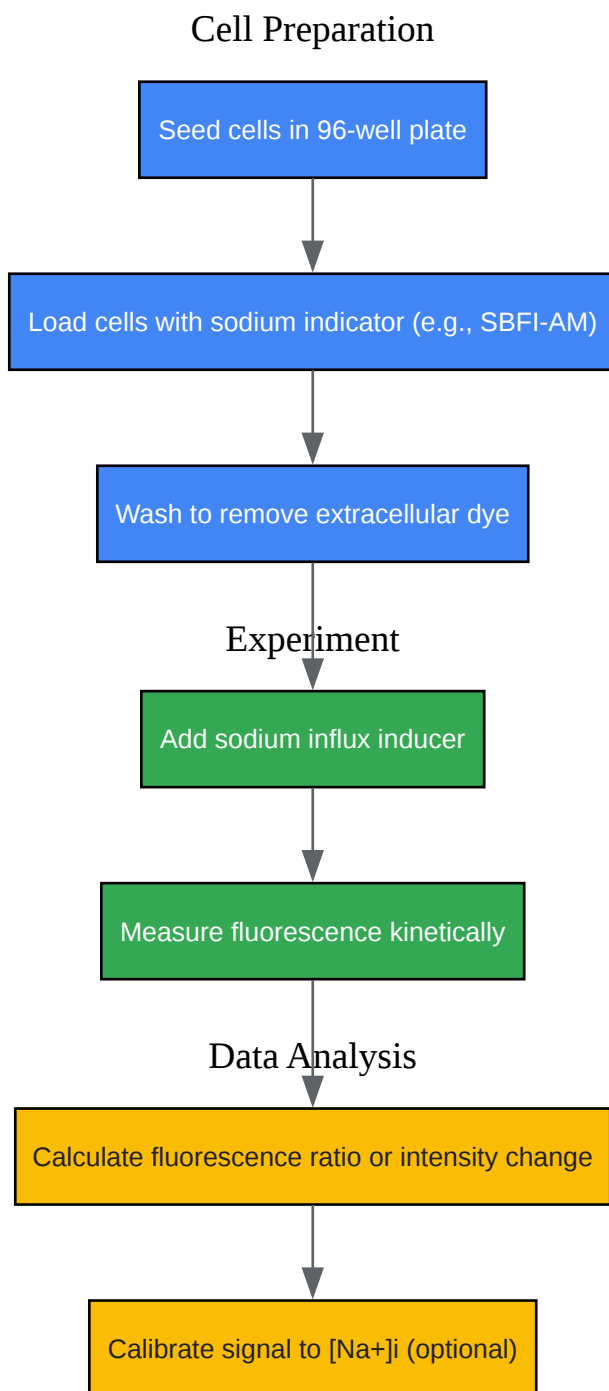 Cell Preparation
Seed cells in 96-well plate
Load cells with sodium indicator (e.g., SBFI-AM)
Wash to remove extracellular dye
Experiment
Add sodium influx inducer
Measure fluorescence kinetically
Data Analysis
Calculate fluorescence ratio or intensity change
Calibrate signal to [Na+]i (optional)